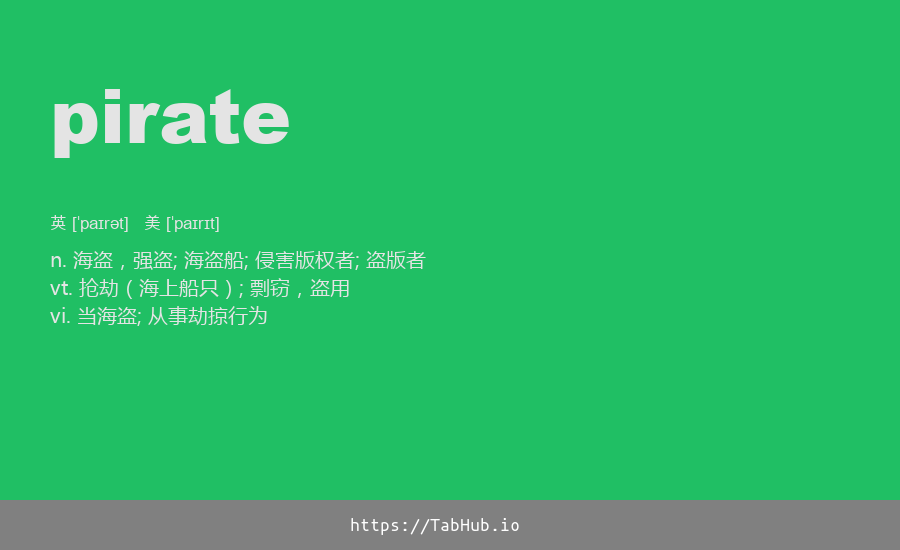 pirate
英 [ˈpaɪrət]   美 [ˈpaɪrɪt]
n. 海盗，强盗; 海盗船; 侵害版权者; 盗版者
vt. 抢劫（海上船只）; 剽窃，盗用
vi. 当海盗; 从事劫掠行为
https://TabHub.io